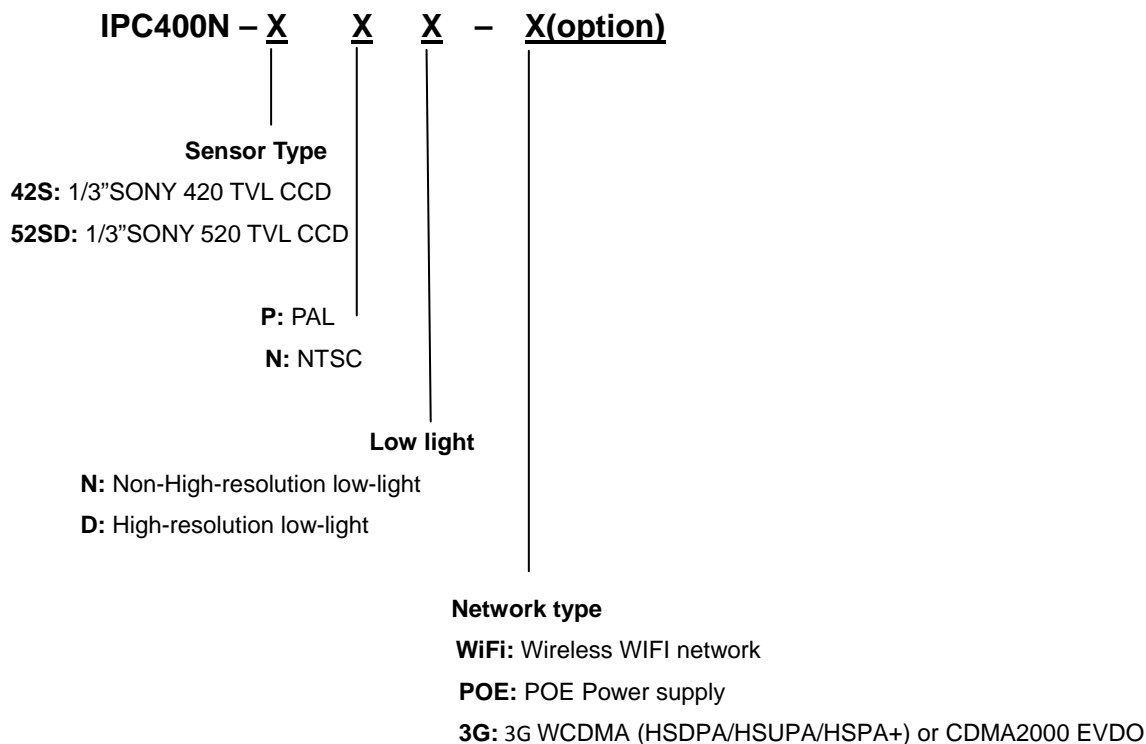 IPC400N – X X X – X(option)
Sensor Type
42S: 1/3”SONY 420 TVL CCD
52SD: 1/3”SONY 520 TVL CCD
P: PAL
N: NTSC
Low light
N: Non-High-resolution low-light
D: High-resolution low-light
Network type
WiFi: Wireless WIFI network
POE: POE Power supply
3G: 3G WCDMA (HSDPA/HSUPA/HSPA+) or CDMA2000 EVDO